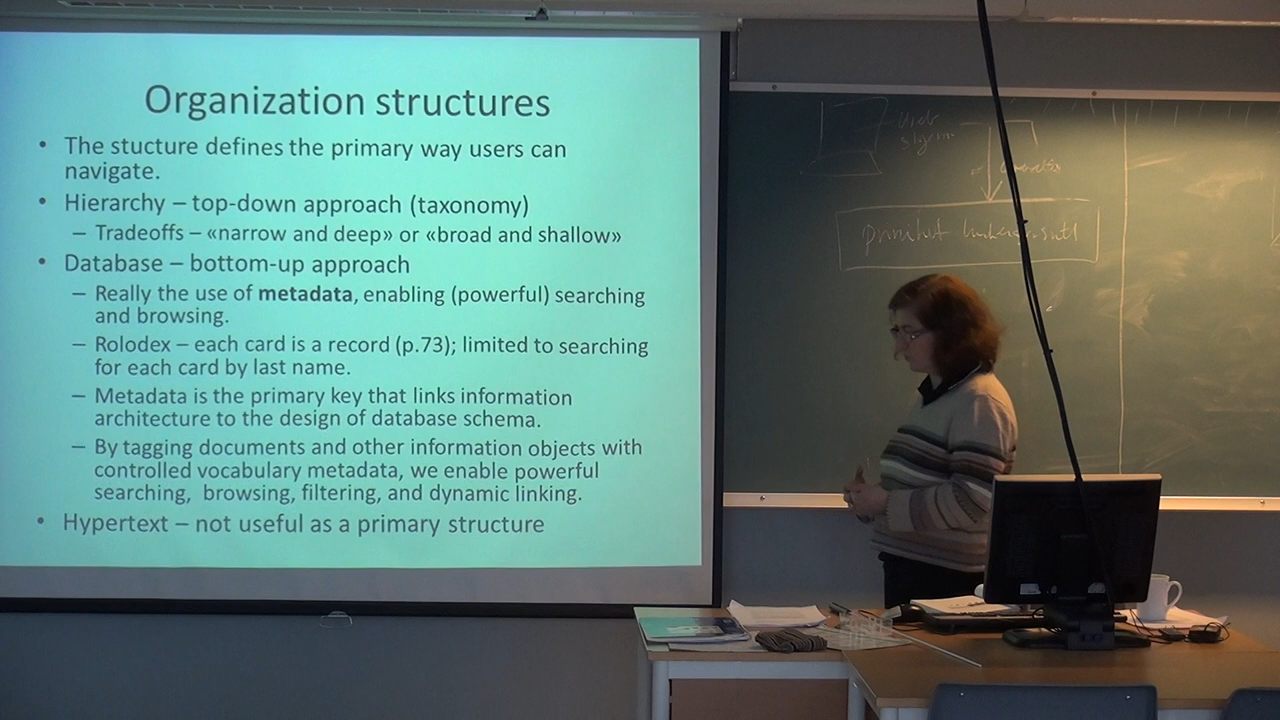 Organization structures
• The stucture defines the primary way users can
navigate.
• Hierarchy – top-down approach (taxonomy)
– Tradeoffs – «narrow and deep» or «broad and shallow»
• Database – bottom-up approach
– Really the use of metadata, enabling (powerful) searching
and browsing.
– Rolodex – each card is a record (p.73); limited to searching
for each card by last name.
– Metadata is the primary key that links information
architecture to the design of database schema.
– By tagging documents and other information objects with
controlled vocabulary metadata, we enable powerful
searching, browsing, filtering, and dynamic linking.
• Hypertext – not useful as a primary structure